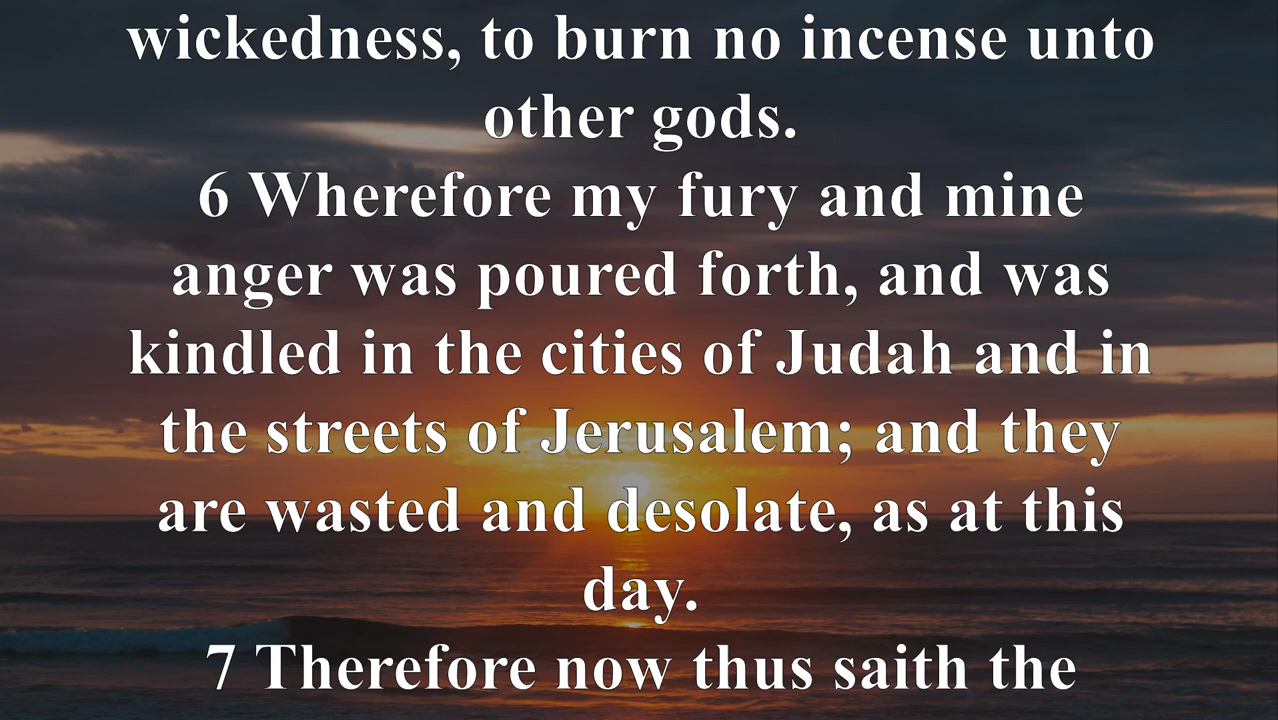 wickedness, to burn no incense unto
other gods.
6 Wherefore my fury and mine
anger was poured forth, and was
kindled in the cities of Judah and in
the streets of Jerusalem; and they
are wasted and desolate, as at this
day.
7 Therefore now thus saith the